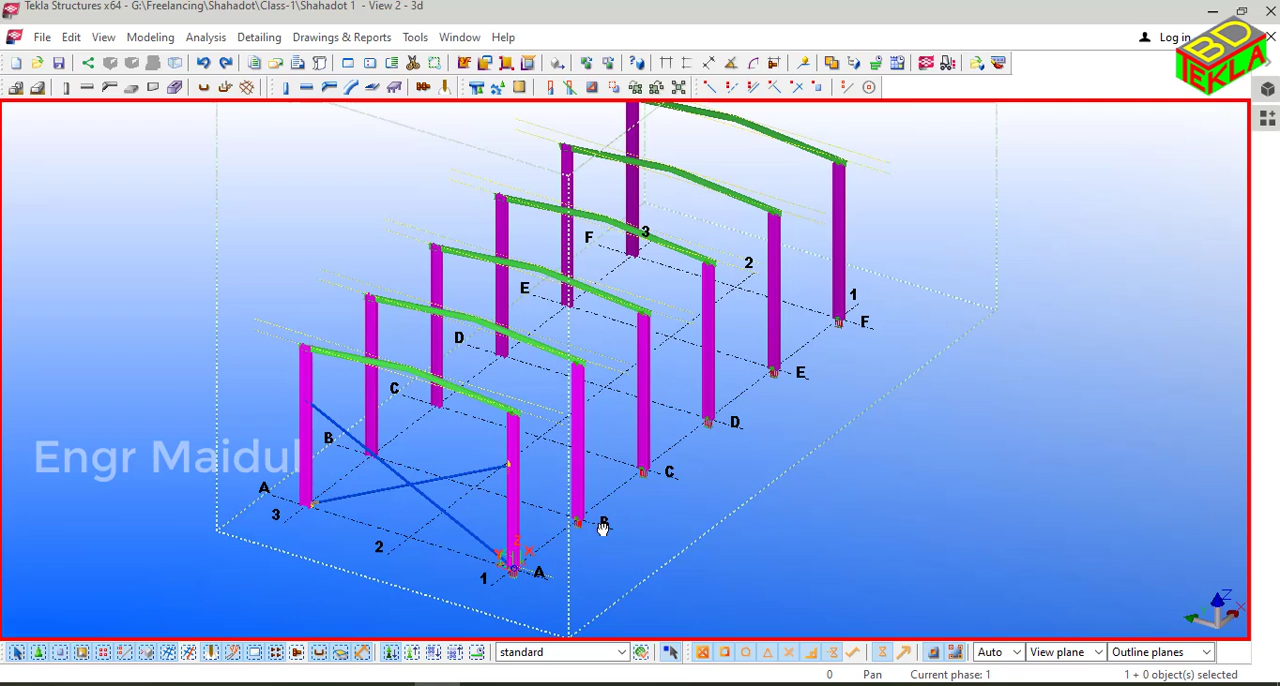 Tekla Structures x64 - G:\Freelancing\Shahadot\Class-1\Shahadot 1 - View 2 - 3d
File Edit View Modeling Analysis Detailing Drawings & Reports Tools Window Help
Log in
BD
TEKLA
F 3
2
E
1
F
D
E
C
D
B
C
A
B
3
2
1 A
Engr Maidul
Z
X
standard
Auto
View plane
Outline planes
0 Pan Current phase: 1 1 + 0 object(s) selected